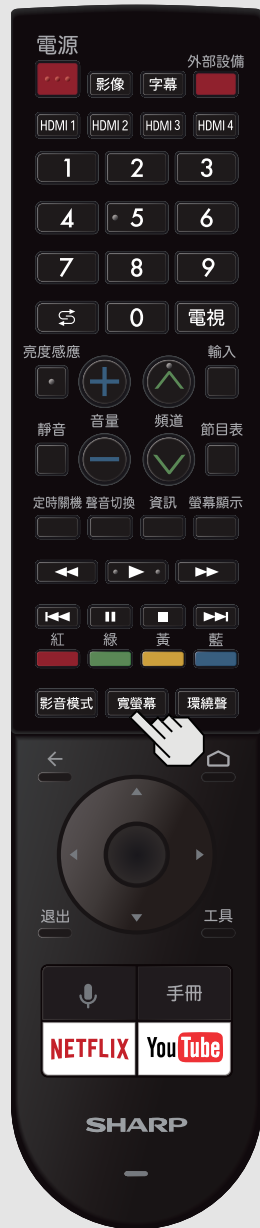 電源
外部設備
影像 字幕
HDMI 1 HDMI 2 HDMI 3 HDMI 4
1 2 3
4 5 6
7 8 9
0 電視
亮度感應 輸入
音量 頻道
靜音 節目表
定時關機 聲音切換 資訊 螢幕顯示
紅 綠 黃 藍
影音模式 寬螢幕 環繞聲
退出 工具
手冊
NETFLIX YouTube
SHARP